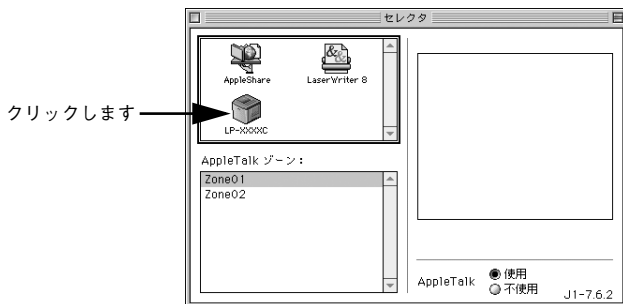 セレクタ
AppleShare
LaserWriter 8
クリックします
LP-XXXXC
AppleTalk ゾーン：
Zone01
Zone02
AppleTalk
使用
不使用
J1-7.6.2